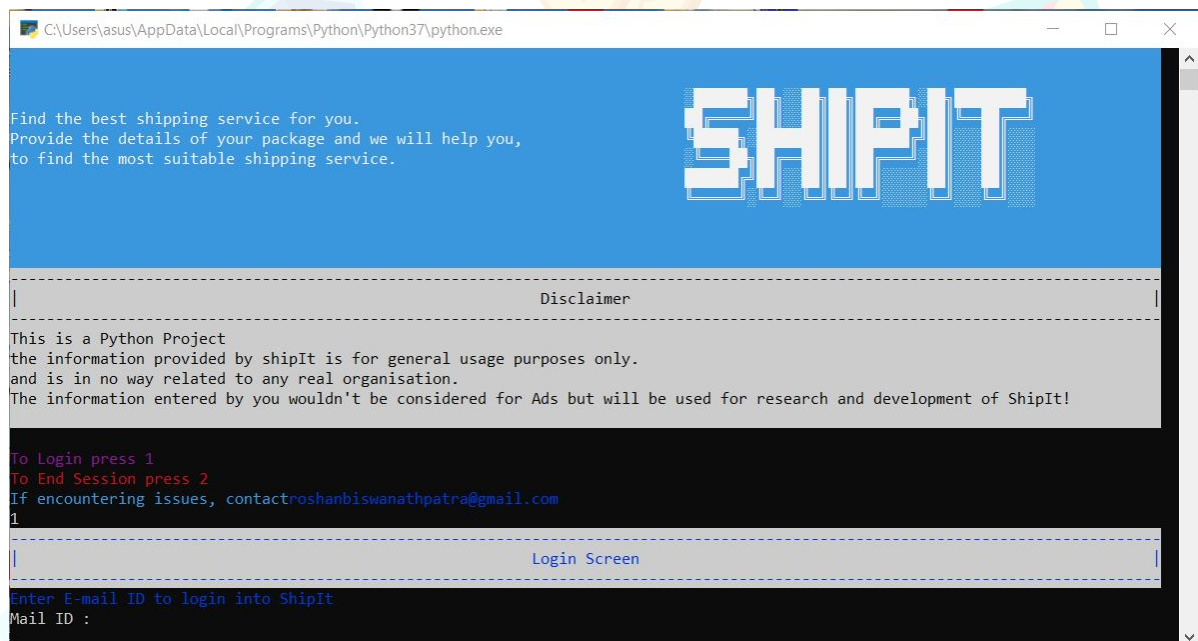 C:\Users\asus\AppData\Local\Programs\Python\Python37\python.exe
Find the best shipping service for you.
Provide the details of your package and we will help you,
to find the most suitable shipping service.
SHIPIT
Disclaimer
This is a Python Project
the information provided by shipIt is for general usage purposes only.
and is in no way related to any real organisation.
The information entered by you wouldn't be considered for Ads but will be used for research and development of ShipIt!
To Login press 1
To End Session press 2
If encountering issues, contactroshanbiswanathpatra@gmail.com
1
Login Screen
Enter E-mail ID to login into ShipIt
Mail ID :